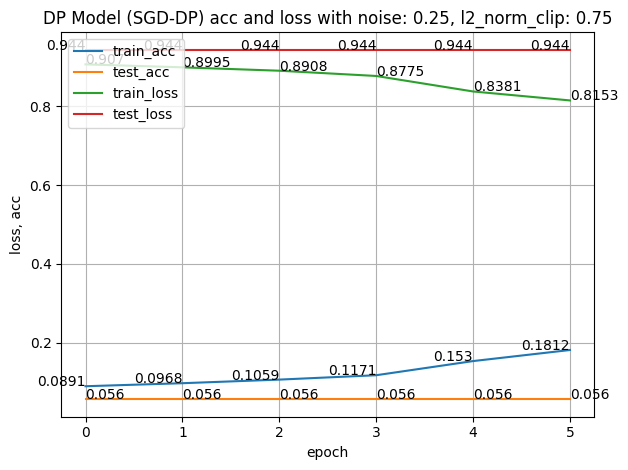 DP Model (SGD-DP) acc and loss with noise: 0.25, l2_norm_clip: 0.75
loss, acc
0.8
0.6
0.4
0.2
train_acc
test_acc
train_loss
test_loss
0.944 0.944 0.944 0.944 0.944 0.944
0.907 0.8995 0.8908 0.8775 0.8381 0.8153
0.0891 0.0968 0.1059 0.1171 0.153 0.1812
0.056 0.056 0.056 0.056 0.056 0.056
0 1 2 3 4 5
epoch